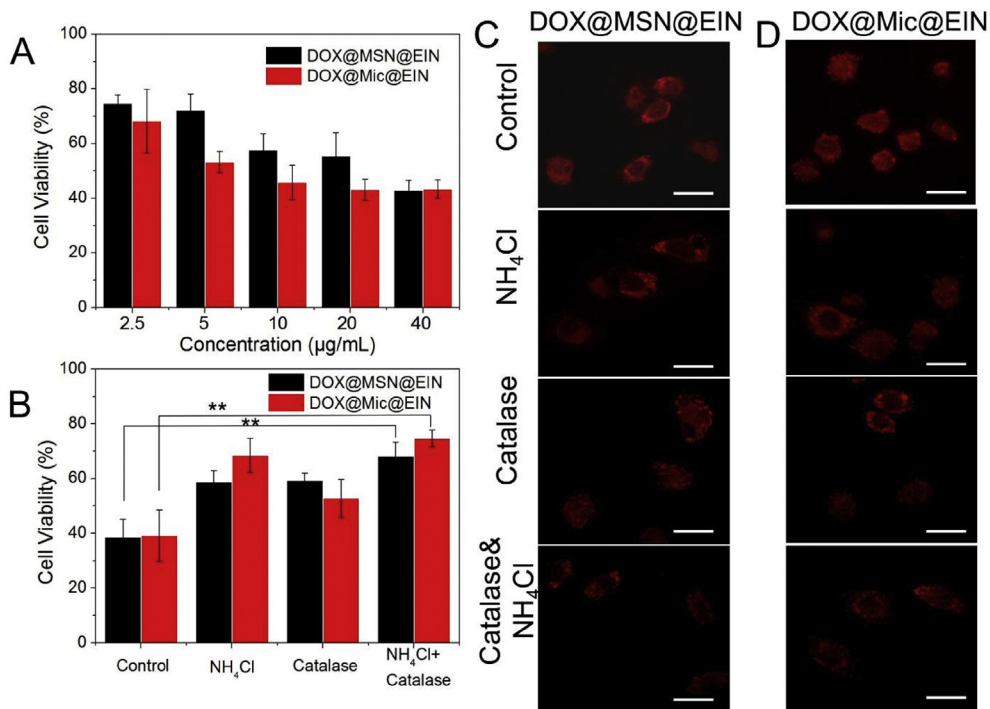 A
DOX@MSN@EIN
DOX@Mic@EIN
Cell Viability (%)
100
80
60
40
20
0
2.5 5 10 20 40
Concentration (µg/mL)
B
DOX@MSN@EIN
DOX@Mic@EIN
**
**
Cell Viability (%)
100
80
60
40
20
0
Control NH₄Cl Catalase NH₄Cl+
Catalase
C DOX@MSN@EIN
Control
NH₄Cl
Catalase
Catalase&
NH₄Cl
D DOX@Mic@EIN